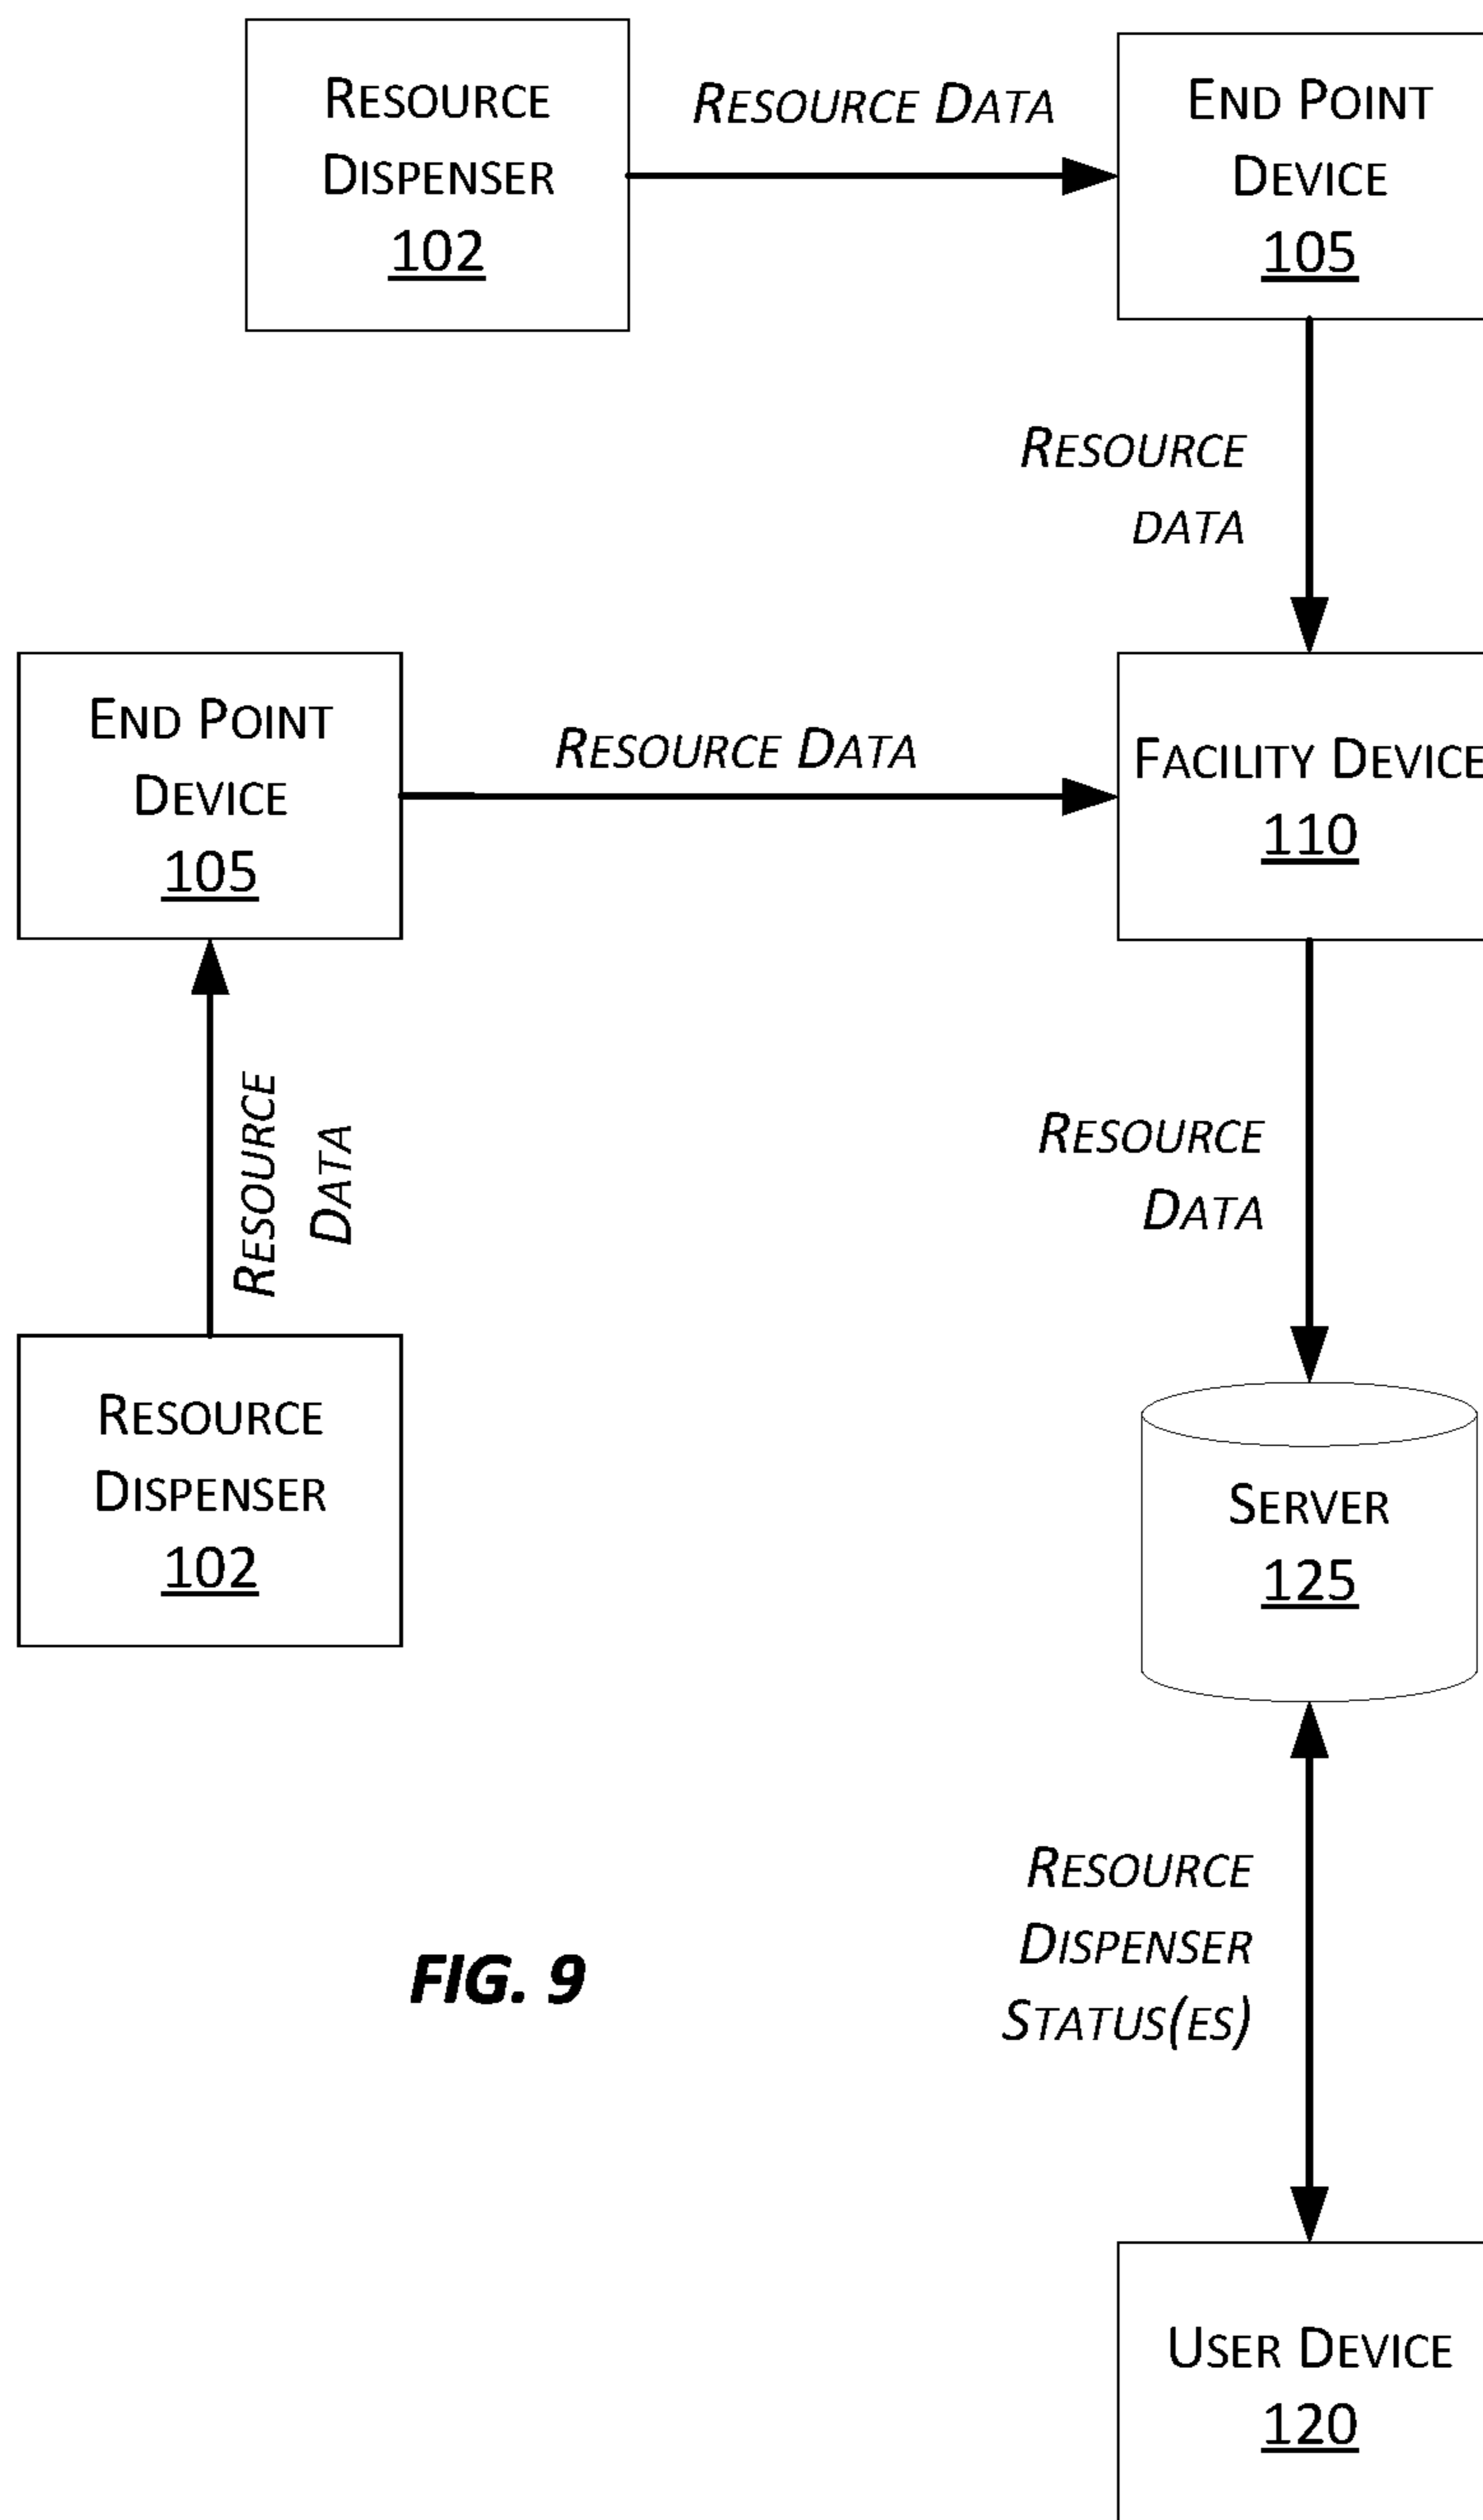 RESOURCE
DISPENSER
102
RESOURCE DATA
END POINT
DEVICE
105
RESOURCE
DATA
END POINT
DEVICE
105
RESOURCE DATA
FACILITY DEVICE
110
RESOURCE
DATA
RESOURCE
DATA
RESOURCE
DISPENSER
102
SERVER
125
RESOURCE
DISPENSER
STATUS(ES)
FIG. 9
USER DEVICE
120